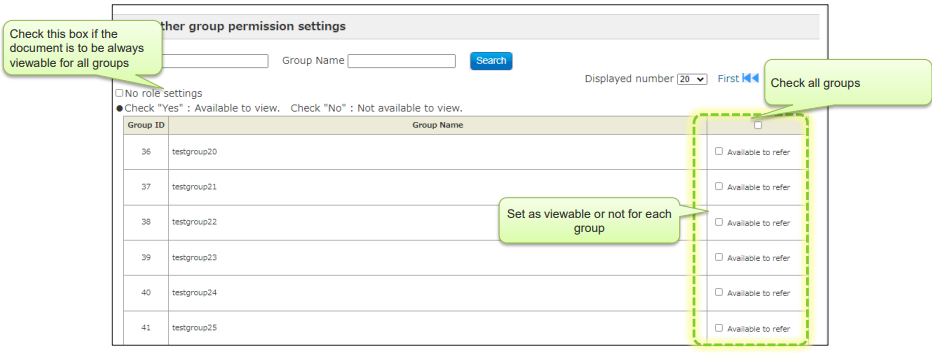 ther group permission settings
Check this box if the
document is to be always
viewable for all groups
Group Name
Search
Displayed number 20
First
Check all groups
No role settings
●Check "Yes" : Available to view. Check "No" : Not available to view.
Group ID Group Name
36 testgroup20 Available to refer
37 testgroup21 Available to refer
Set as viewable or not for each
group
38 testgroup22 Available to refer
39 testgroup23 Available to refer
40 testgroup24 Available to refer
41 testgroup25 Available to refer